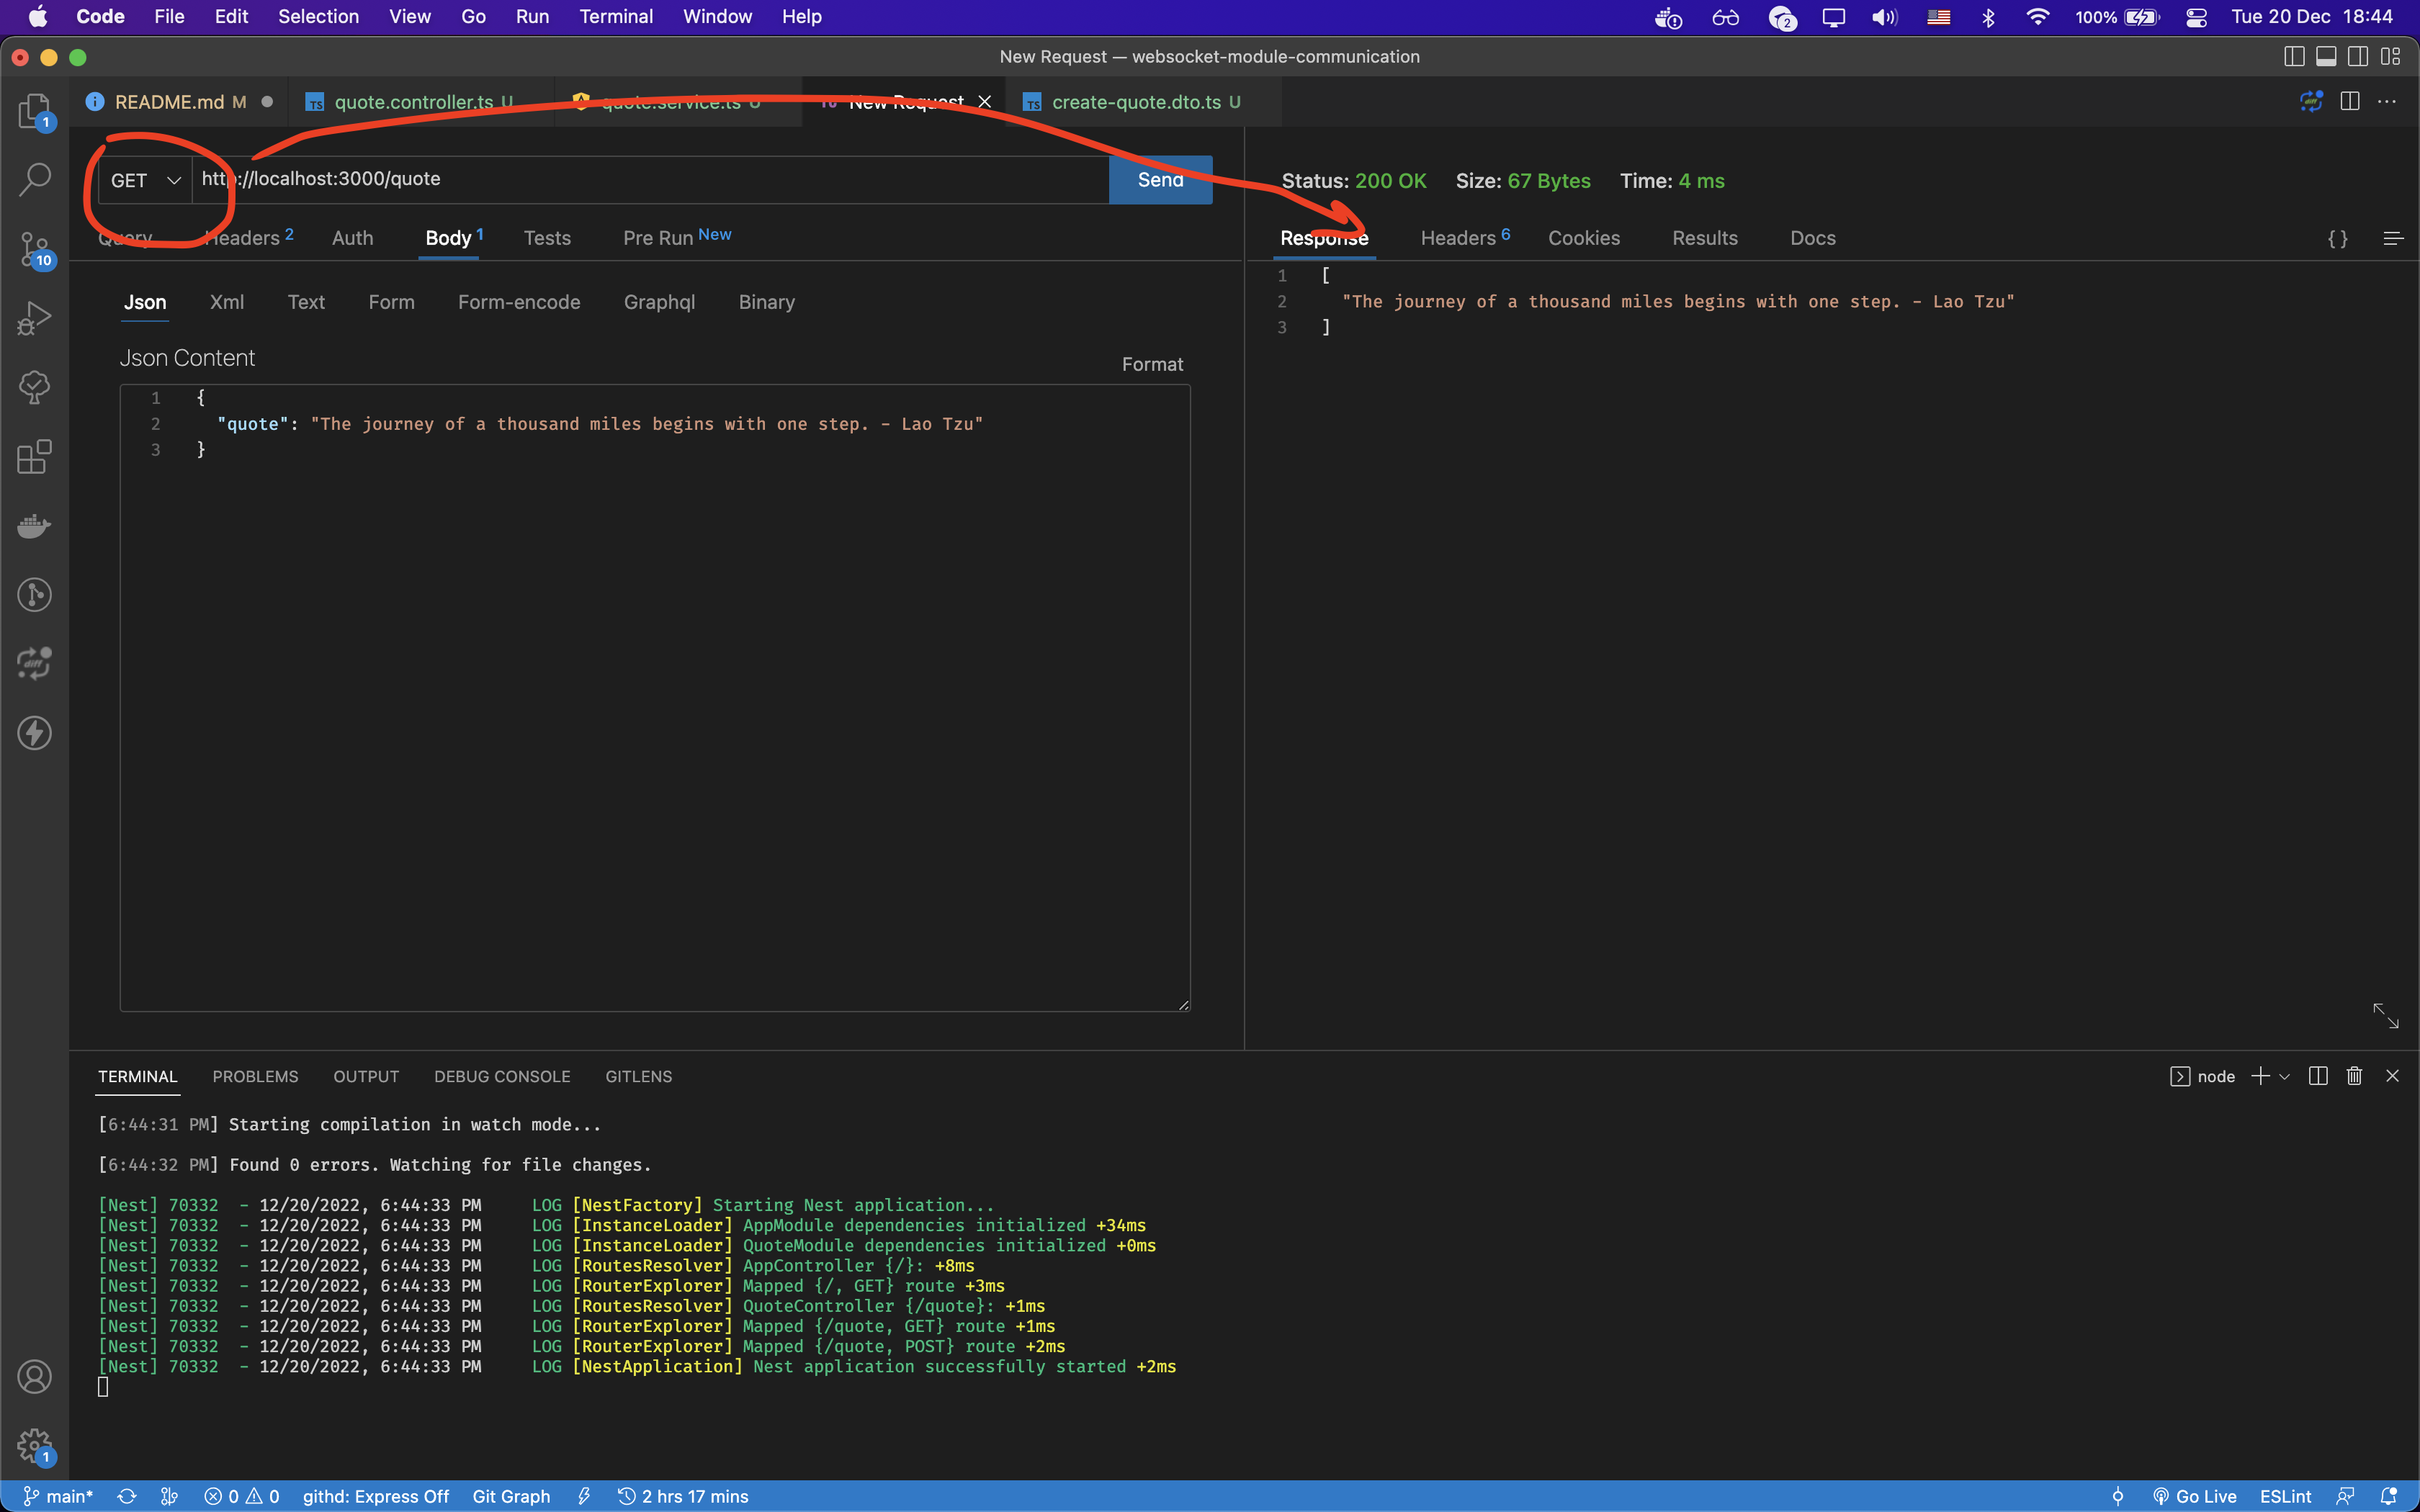 Code File Edit Selection View Go Run Terminal Window Help 2 100% Tue 20 Dec 18:44
New Request — websocket-module-communication
README.md M TS quote.controller.ts U quote.service.ts U TC New Request TS create-quote.dto.ts U
1
GET http://localhost:3000/quote Send Status: 200 OK Size: 67 Bytes Time: 4 ms
Query Headers 2 Auth Body 1 Tests Pre Run New Response Headers 6 Cookies Results Docs { }
10
Json Xml Text Form Form-encode Graphql Binary
Json Content Format
1 {
2 "quote": "The journey of a thousand miles begins with one step. - Lao Tzu"
3 }
1 [
2 "The journey of a thousand miles begins with one step. - Lao Tzu"
3 ]
diff
TERMINAL PROBLEMS OUTPUT DEBUG CONSOLE GITLENS node
[6:44:31 PM] Starting compilation in watch mode...
[6:44:32 PM] Found 0 errors. Watching for file changes.
[Nest] 70332 - 12/20/2022, 6:44:33 PM LOG [NestFactory] Starting Nest application...
[Nest] 70332 - 12/20/2022, 6:44:33 PM LOG [InstanceLoader] AppModule dependencies initialized +34ms
[Nest] 70332 - 12/20/2022, 6:44:33 PM LOG [InstanceLoader] QuoteModule dependencies initialized +0ms
[Nest] 70332 - 12/20/2022, 6:44:33 PM LOG [RoutesResolver] AppController {/}: +8ms
[Nest] 70332 - 12/20/2022, 6:44:33 PM LOG [RouterExplorer] Mapped {/, GET} route +3ms
[Nest] 70332 - 12/20/2022, 6:44:33 PM LOG [RoutesResolver] QuoteController {/quote}: +1ms
[Nest] 70332 - 12/20/2022, 6:44:33 PM LOG [RouterExplorer] Mapped {/quote, GET} route +1ms
[Nest] 70332 - 12/20/2022, 6:44:33 PM LOG [RouterExplorer] Mapped {/quote, POST} route +2ms
[Nest] 70332 - 12/20/2022, 6:44:33 PM LOG [NestApplication] Nest application successfully started +2ms
1
main* 0 0 githd: Express Off Git Graph 2 hrs 17 mins Go Live ESLint